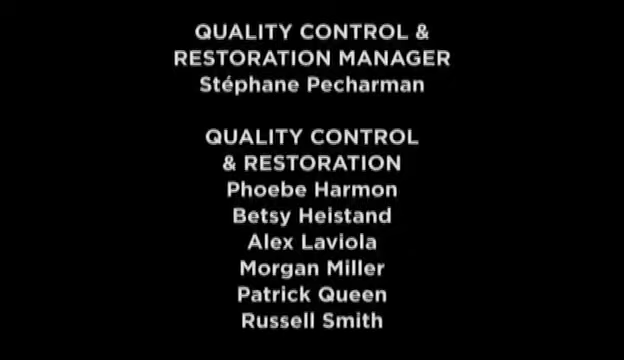 QUALITY CONTROL &
RESTORATION MANAGER
Stéphane Pecharman
QUALITY CONTROL
& RESTORATION
Phoebe Harmon
Betsy Heistand
Alex Laviola
Morgan Miller
Patrick Queen
Russell Smith